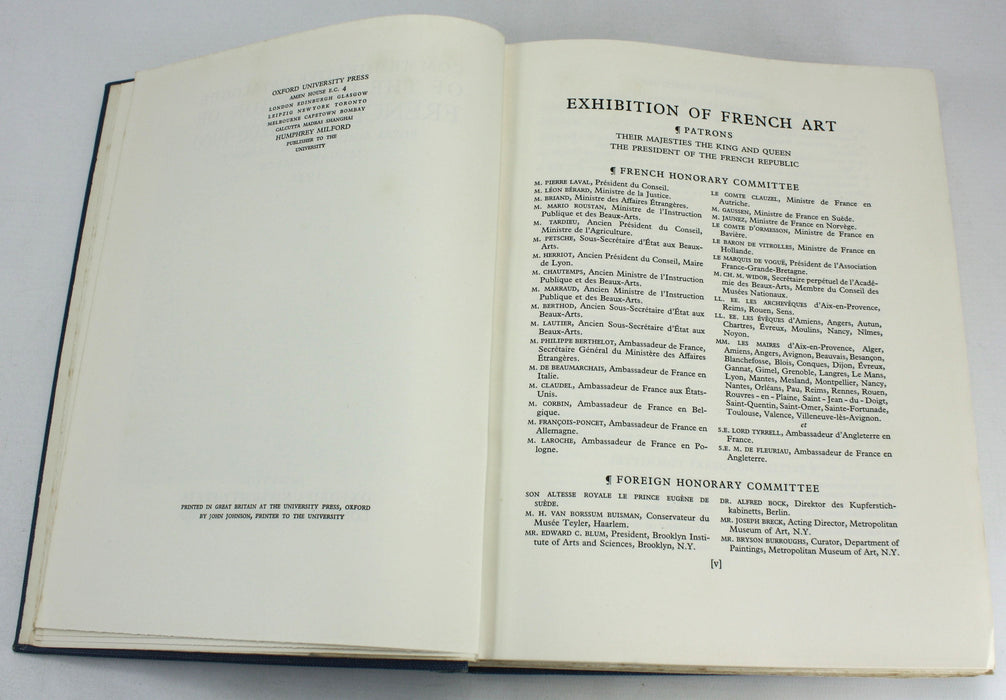 OXFORD UNIVERSITY PRESS
AMEN HOUSE E.C. 4
LONDON EDINBURGH GLASGOW
LEIPZIG NEW YORK TORONTO
MELBOURNE CAPETOWN BOMBAY
CALCUTTA MADRAS SHANGHAI
HUMPHREY MILFORD
PUBLISHER TO THE
UNIVERSITY
PRINTED IN GREAT BRITAIN AT THE UNIVERSITY PRESS, OXFORD
BY JOHN JOHNSON, PRINTER TO THE UNIVERSITY
EXHIBITION OF FRENCH ART
¶ PATRONS
THEIR MAJESTIES THE KING AND QUEEN
THE PRESIDENT OF THE FRENCH REPUBLIC
¶ FRENCH HONORARY COMMITTEE
M. PIERRE LAVAL, Président du Conseil.
M. LÉON BÉRARD, Ministre de la Justice.
M. BRIAND, Ministre des Affaires Étrangères.
M. MARIO ROUSTAN, Ministre de l'Instruction
Publique et des Beaux-Arts.
M. TARDIEU, Ancien Président du Conseil,
Ministre de l'Agriculture.
M. PETSCHE, Sous-Secrétaire d'État aux Beaux-
Arts.
M. HERRIOT, Ancien Président du Conseil, Maire
de Lyon.
M. CHAUTEMPS, Ancien Ministre de l'Instruction
Publique et des Beaux-Arts.
M. MARRAUD, Ancien Ministre de l'Instruction
Publique et des Beaux-Arts.
M. BERTHOD, Ancien Sous-Secrétaire d'État aux
Beaux-Arts.
M. LAUTIER, Ancien Sous-Secrétaire d'État aux
Beaux-Arts.
M. PHILIPPE BERTHELOT, Ambassadeur de France,
Secrétaire Général du Ministère des Affaires
Étrangères.
M. DE BEAUMARCHAIS, Ambassadeur de France en
Italie.
M. CLAUDEL, Ambassadeur de France aux États-
Unis.
M. CORBIN, Ambassadeur de France en Bel-
gique.
M. FRANÇOIS-PONCET, Ambassadeur de France en
Allemagne.
M. LAROCHE, Ambassadeur de France en Po-
logne.
LE COMTE CLAUZEL, Ministre de France en
Autriche.
M. GAUSSEN, Ministre de France en Suède.
M. JAUNEZ, Ministre de France en Norvège.
LE COMTE D'ORMESSON, Ministre de France en
Bavière.
LE BARON DE VITROLLES, Ministre de France en
Hollande.
LE MARQUIS DE VOGUÉ, Président de l'Association
France-Grande-Bretagne.
M. CH. M. WIDOR, Secrétaire perpétuel de l'Acadé-
mie des Beaux-Arts, Membre du Conseil des
Musées Nationaux.
LL. EE. LES ARCHEVÊQUES d'Aix-en-Provence,
Reims, Rouen, Sens.
LL. EE. LES ÉVÊQUES d'Amiens, Angers, Autun,
Chartres, Évreux, Moulins, Nancy, Nîmes,
Noyon.
MM. LES MAIRES d'Aix-en-Provence, Alger,
Amiens, Angers, Avignon, Beauvais, Besançon,
Blanchefosse, Blois, Conques, Dijon, Évreux,
Gannat, Gimel, Grenoble, Langres, Le Mans,
Lyon, Mantes, Mesland, Montpellier, Nancy,
Nantes, Orléans, Pau, Reims, Rennes, Rouen,
Rouvres-en-Plaine, Saint-Jean-du-Doigt,
Saint-Quentin, Saint-Omer, Sainte-Fortunade,
Toulouse, Valence, Villeneuve-lès-Avignon.
et
S.E. LORD TYRRELL, Ambassadeur d'Angleterre en
France.
S.E. M. DE FLEURIAU, Ambassadeur de France en
Angleterre.
¶ FOREIGN HONORARY COMMITTEE
SON ALTESSE ROYALE LE PRINCE EUGÈNE DE
SUÈDE.
M. H. VAN BORSSUM BUISMAN, Conservateur du
Musée Teyler, Haarlem.
MR. EDWARD C. BLUM, President, Brooklyn Insti-
tute of Arts and Sciences, Brooklyn, N.Y.
DR. ALFRED BOCK, Direktor des Kupferstich-
kabinetts, Berlin.
MR. JOSEPH BRECK, Acting Director, Metropolitan
Museum of Art, N.Y.
MR. BRYSON BURROUGHS, Curator, Department of
Paintings, Metropolitan Museum of Art, N.Y.
[v]